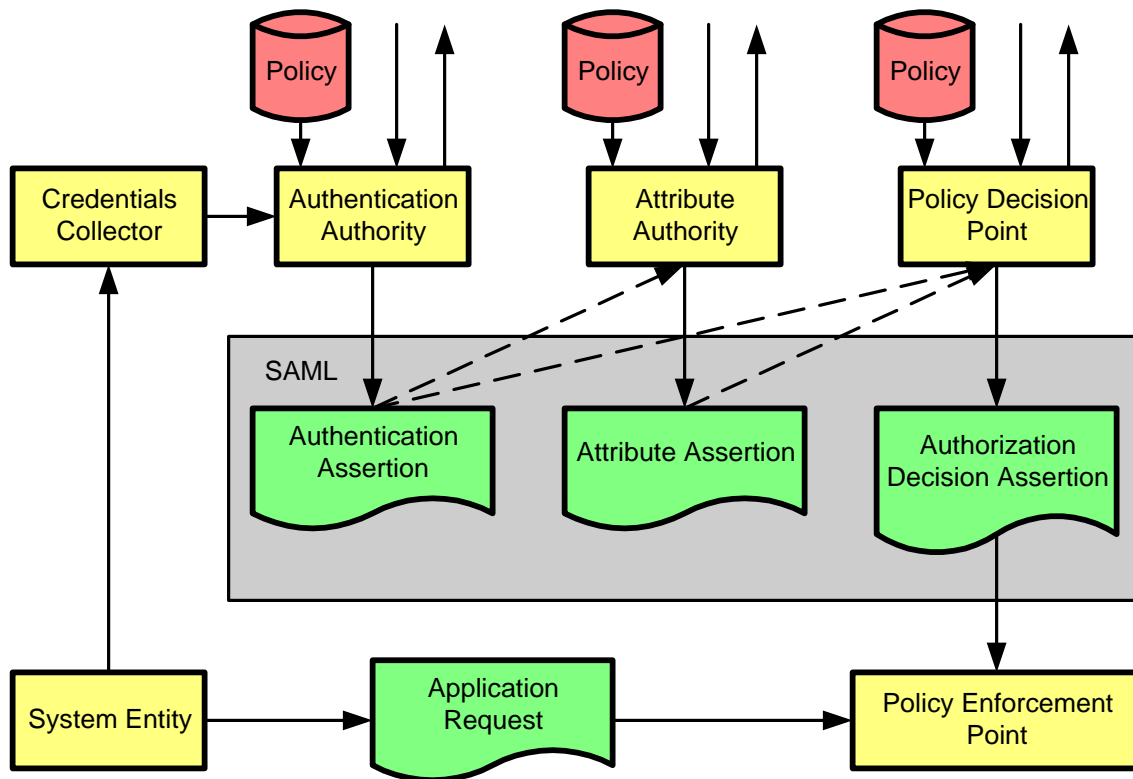 Policy
Policy
Policy
Credentials
Collector
Authentication
Authority
Attribute
Authority
Policy Decision
Point
SAML
Authentication
Assertion
Attribute Assertion
Authorization
Decision Assertion
System Entity
Application
Request
Policy Enforcement
Point